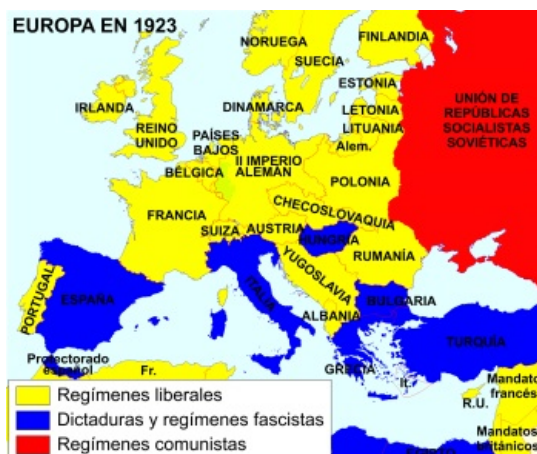 EUROPA EN 1923
NORUEGA
FINLANDIA
SUECIA
ESTONIA
IRLANDA
DINAMARCA
LETONIA
UNIÓN DE
REPÚBLICAS
SOCIALISTAS
SOVIÉTICAS
REINO
UNIDO
LITUANIA
PAÍSES
BAJOS
Alem.
II IMPERIO
ALEMÁN
BÉLGICA
POLONIA
CHECOSLOVAQUIA
FRANCIA
SUIZA
AUSTRIA
HUNGRIA
RUMANÍA
YUGOSLAVIA
PORTUGAL
ESPAÑA
ITALIA
BULGARIA
ALBANIA
TURQUÍA
GRECIA
Protectorado
español
Fr.
It.
Mandato
francés
R.U.
Mandatos
británicos
Regímenes liberales
Dictaduras y regímenes fascistas
Regímenes comunistas